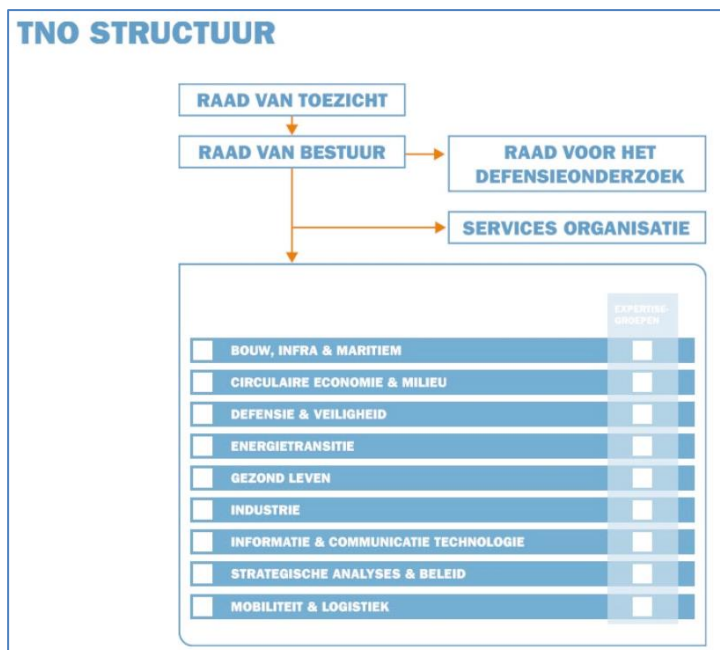 TNO STRUCTUUR
RAAD VAN TOEZICHT
RAAD VAN BESTUUR
RAAD VOOR HET
DEFENSIEONDERZOEK
SERVICES ORGANISATIE
EXPERTISE-
GROEPEN
BOUW, INFRA & MARITIEM
CIRCULAIRE ECONOMIE & MILIEU
DEFENSIE & VEILIGHEID
ENERGIETRANSITIE
GEZOND LEVEN
INDUSTRIE
INFORMATIE & COMMUNICATIE TECHNOLOGIE
STRATEGISCHE ANALYSES & BELEID
MOBILITEIT & LOGISTIEK